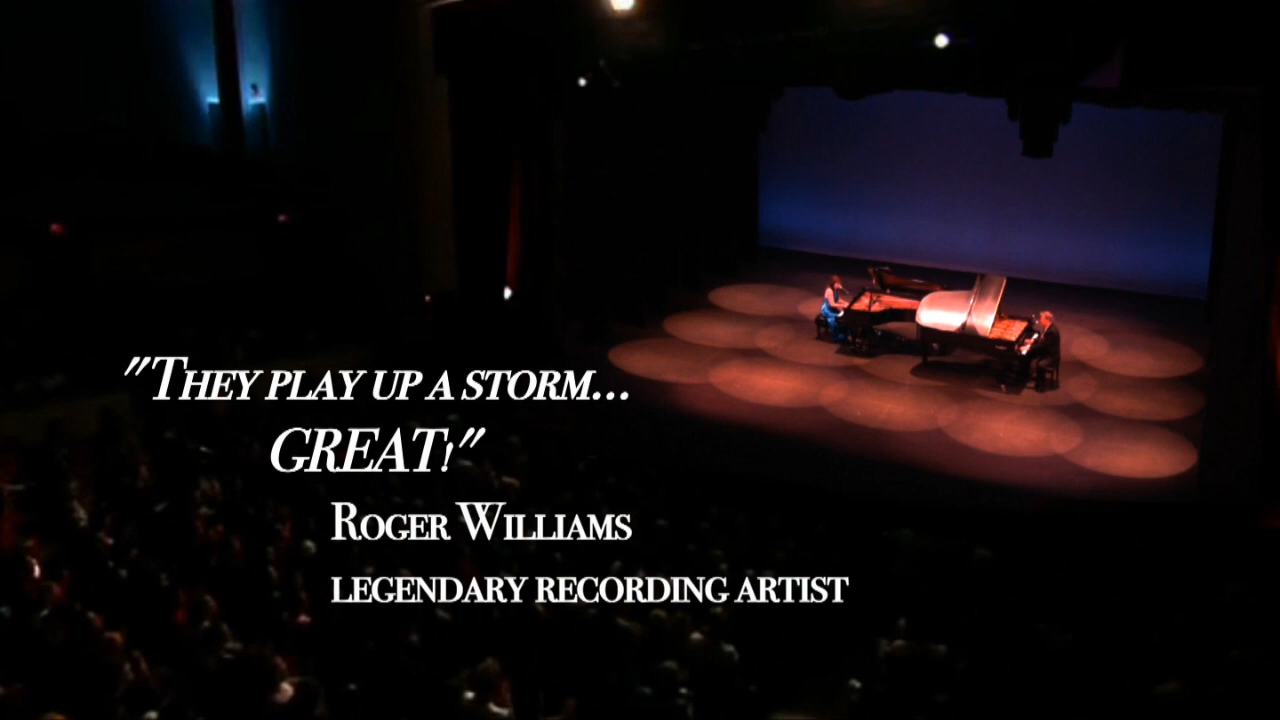 "They play up a storm...
GREAT!"
Roger Williams
legendary recording artist